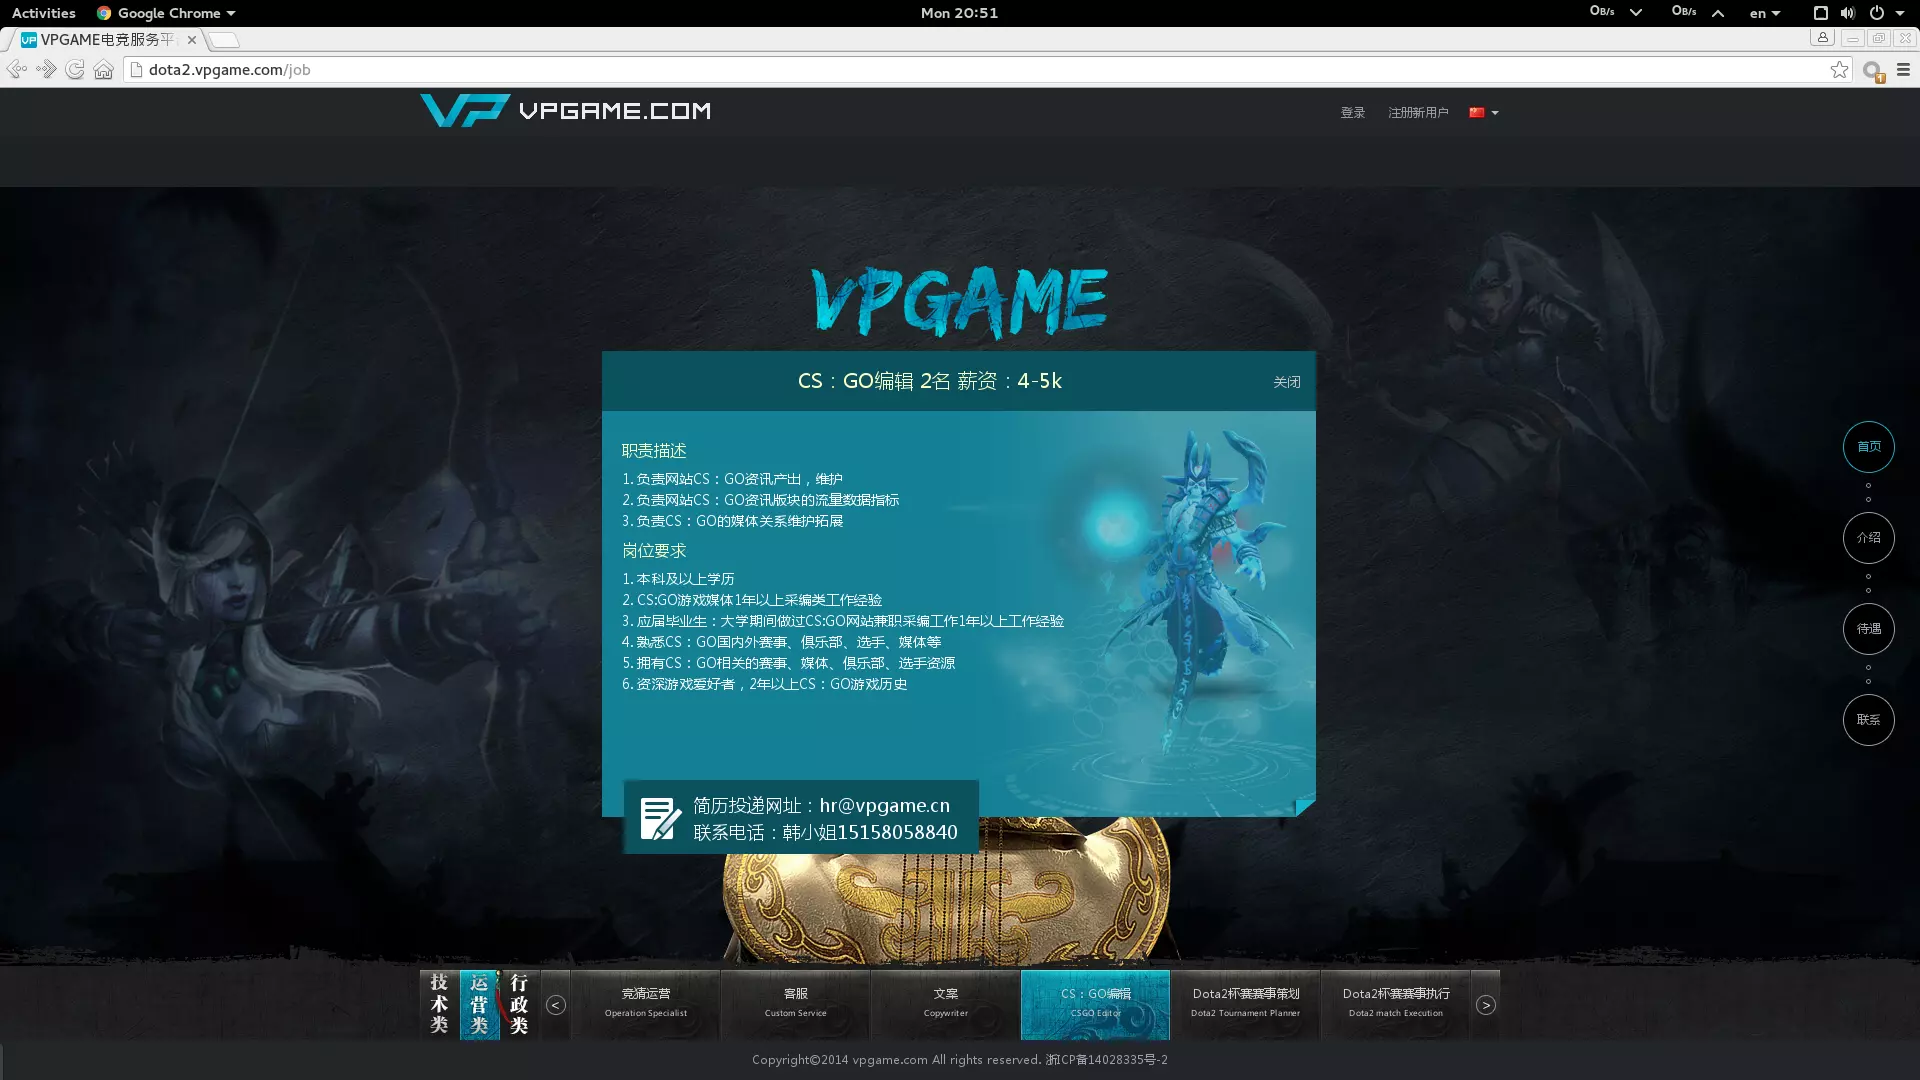 Activities
Google Chrome
Mon 20:51
0B/s
0B/s
en
VP VPGAME电竞服务平
dota2.vpgame.com/job
VP VPGAME.COM
登录
注册新用户
VPGAME
CS：GO编辑 2名 薪资：4-5k
关闭
职责描述
1. 负责网站CS：GO资讯产出，维护
2. 负责网站CS：GO资讯版块的流量数据指标
3. 负责CS：GO的媒体关系维护拓展
岗位要求
1. 本科及以上学历
2. CS:GO游戏媒体1年以上采编类工作经验
3. 应届毕业生：大学期间做过CS:GO网站兼职采编工作1年以上工作经验
4. 熟悉CS：GO国内外赛事、俱乐部、选手、媒体等
5. 拥有CS：GO相关的赛事、媒体、俱乐部、选手资源
6. 资深游戏爱好者，2年以上CS：GO游戏历史
简历投递网址：hr@vpgame.cn
联系电话：韩小姐15158058840
首页
介绍
待遇
联系
技术类
运营类
行政类
<
竞猜运营
Operation Specialist
客服
Custom Service
文案
Copywriter
CS：GO编辑
CSGO Editor
Dota2杯赛赛事策划
Dota2 Tournament Planner
Dota2杯赛赛事执行
Dota2 match Execution
>
Copyright©2014 vpgame.com All rights reserved. 浙ICP备14028335号-2